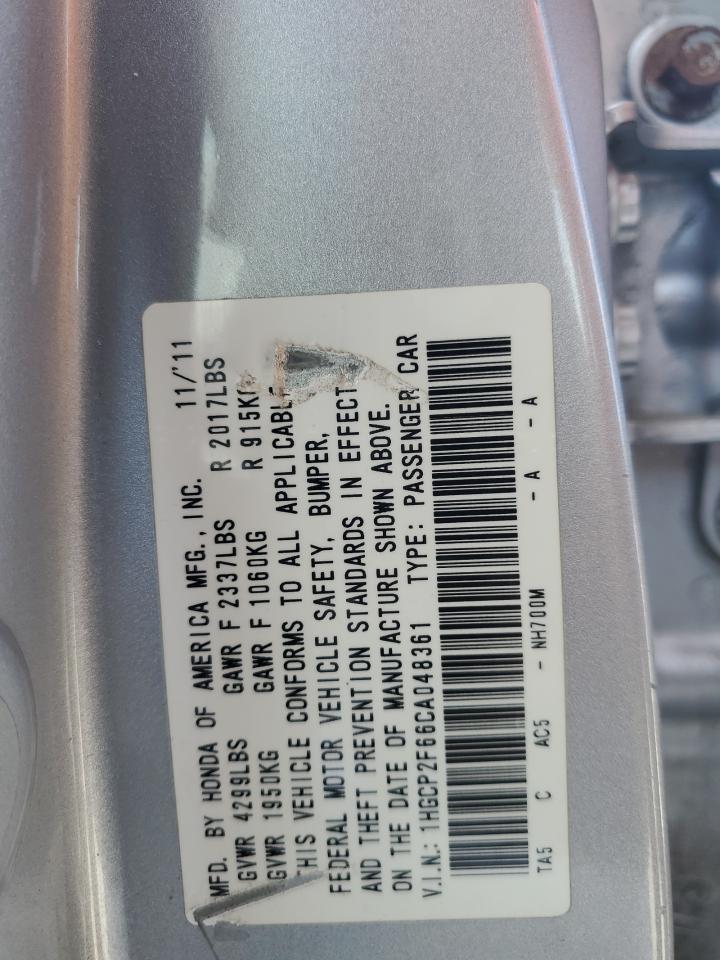 MFD. BY HONDA OF AMERICA MFG., INC. 11/'11
GVWR 4299LBS GAWR F 2337LBS R 2017LBS
GVWR 1950KG GAWR F 1060KG R 915KG
THIS VEHICLE CONFORMS TO ALL APPLICABLE
FEDERAL MOTOR VEHICLE SAFETY, BUMPER,
AND THEFT PREVENTION STANDARDS IN EFFECT
ON THE DATE OF MANUFACTURE SHOWN ABOVE.
V.I.N.: 1HGCP2F66CA048361 TYPE: PASSENGER CAR
TA5 C AC5 - NH700M - A - A